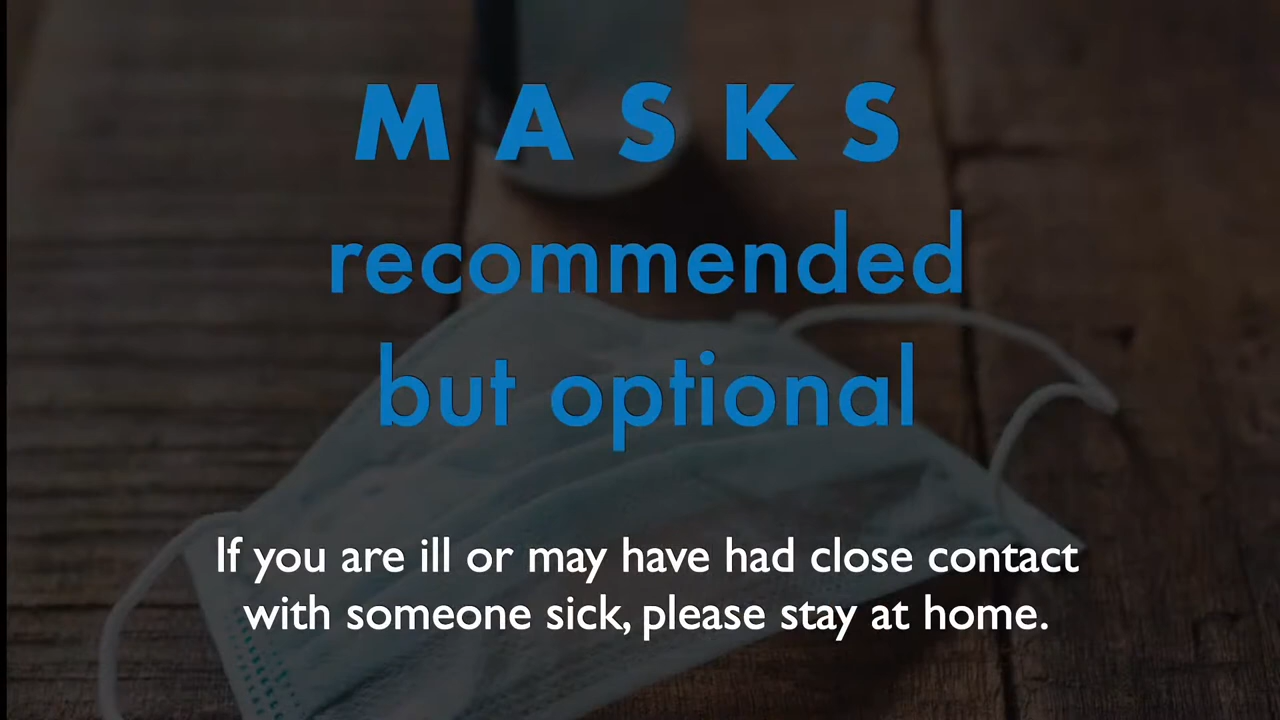 MASKS
recommended
but optional
If you are ill or may have had close contact
with someone sick, please stay at home.